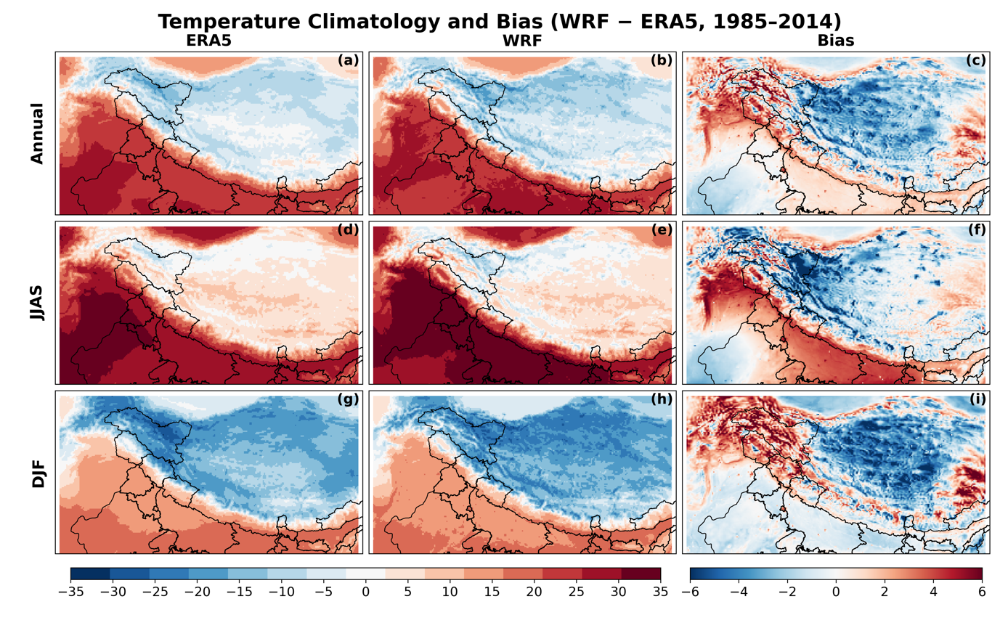 Temperature Climatology and Bias (WRF − ERA5, 1985–2014)
ERA5 WRF Bias
Annual (a) (b) (c)
JJAS (d) (e) (f)
DJF (g) (h) (i)
−35 −30 −25 −20 −15 −10 −5 0 5 10 15 20 25 30 35
−6 −4 −2 0 2 4 6